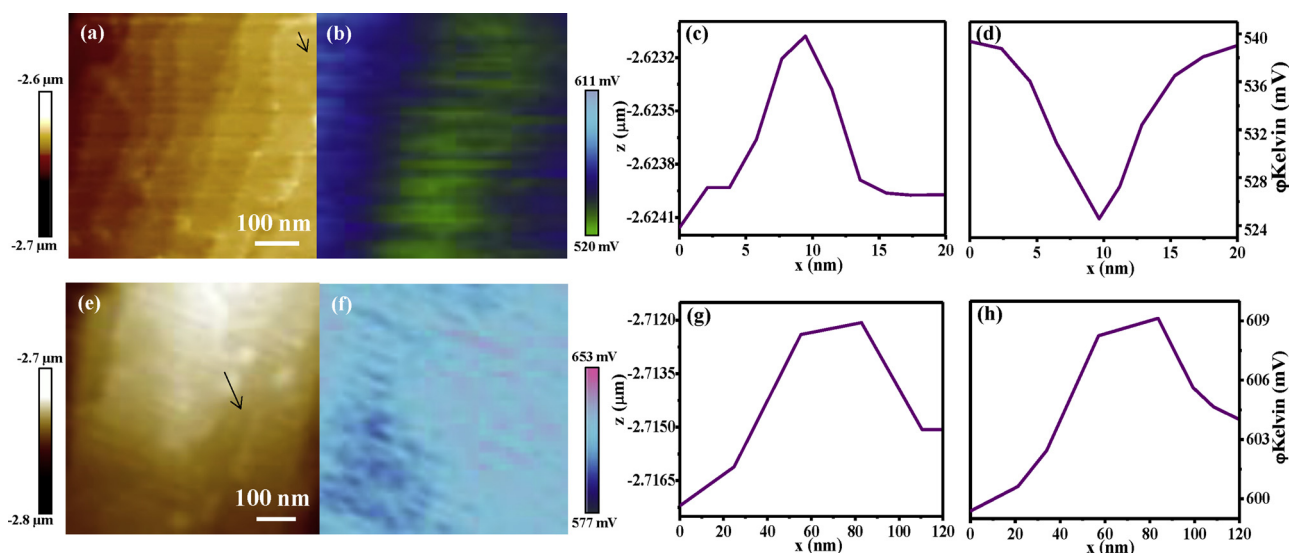 (a)
-2.6 μm
-2.7 μm
100 nm
(b)
611 mV
520 mV
(c)
z (μm)
-2.6232
-2.6235
-2.6238
-2.6241
0 5 10 15 20
x (nm)
(d)
540
536
532
528
524
φKelvin (m V)
0 5 10 15 20
x (nm)
(e)
-2.7 μm
-2.8 μm
100 nm
(f)
653 mV
577 mV
(g)
z (μm)
-2.7120
-2.7135
-2.7150
-2.7165
0 20 40 60 80 100 120
x (nm)
(h)
609
606
603
600
φKelvin (mV)
0 20 40 60 80 100 120
x (nm)